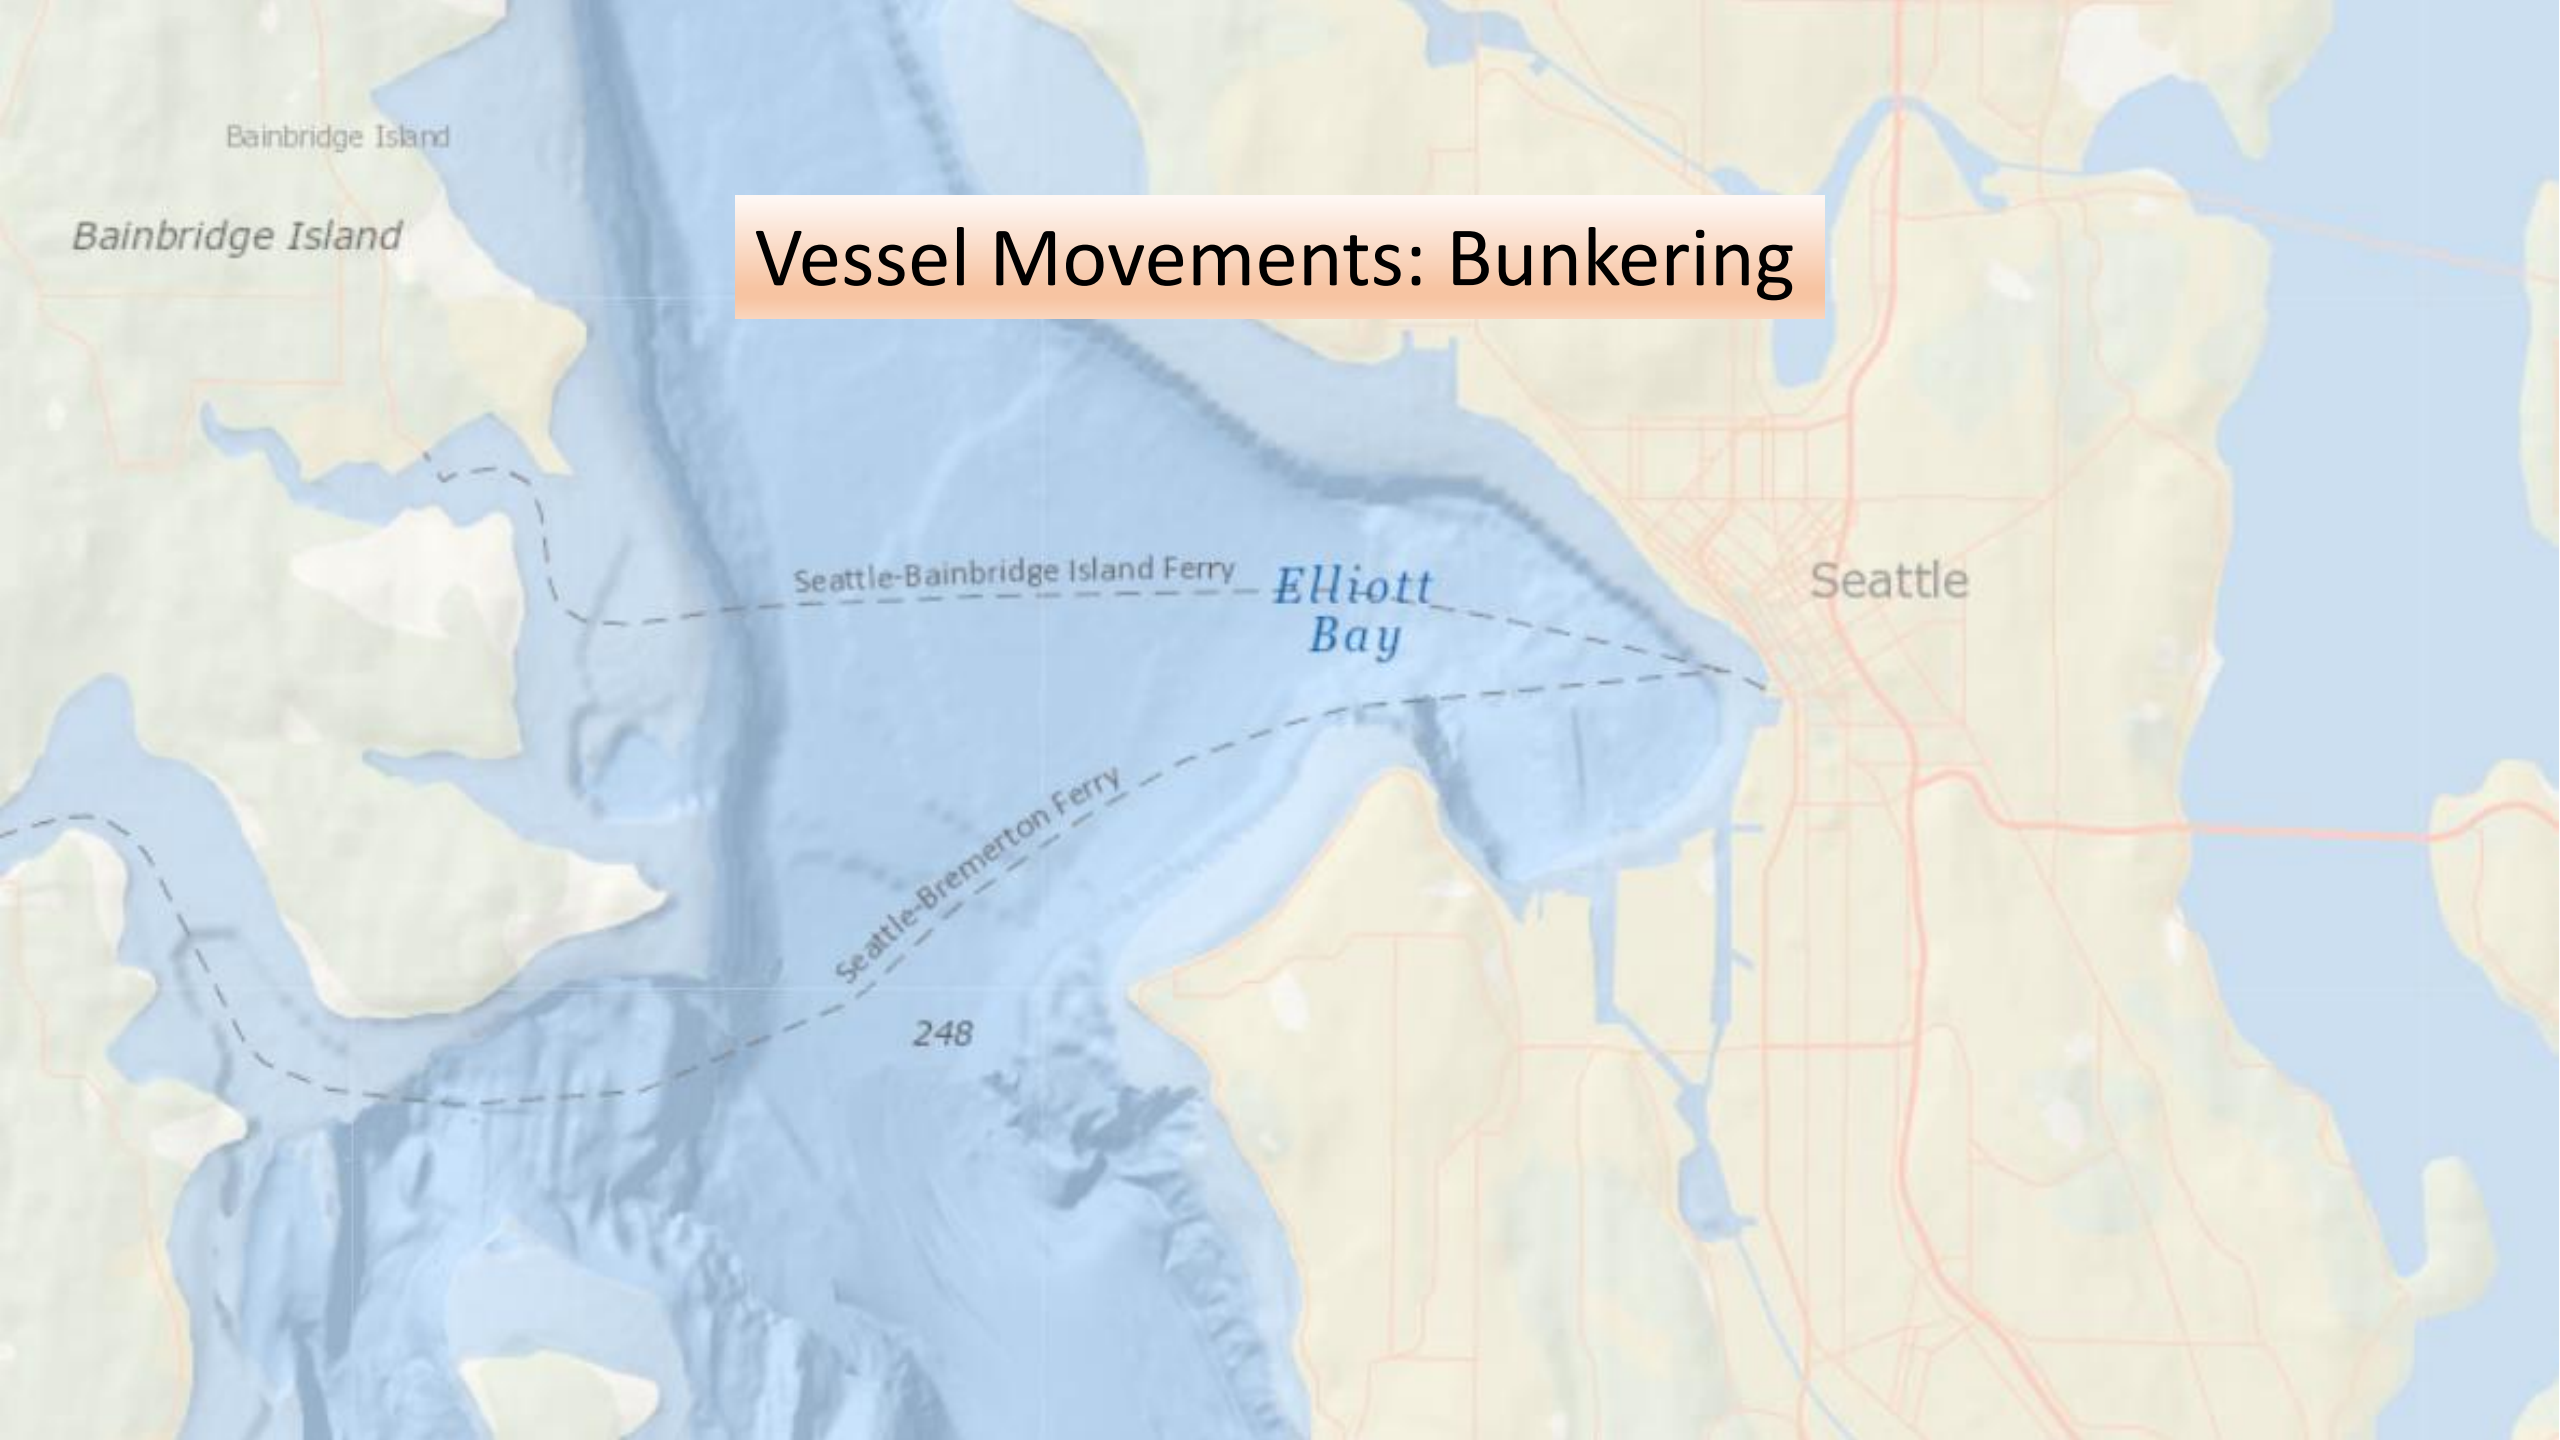 Bainbridge Island
Bainbridge Island
Vessel Movements: Bunkering
Seattle-Bainbridge Island Ferry
Elliott
Bay
Seattle
Seattle-Bremerton Ferry
248